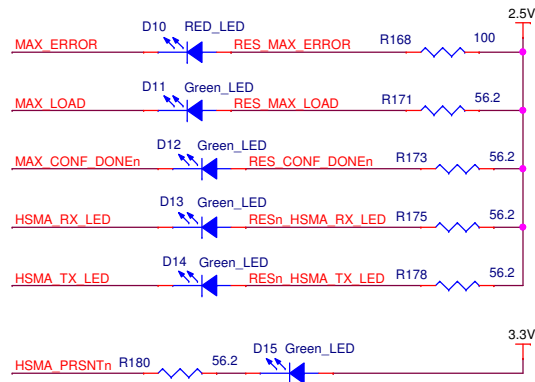 2.5V
D10 RED_LED
MAX_ERROR RES_MAX_ERROR R168 100
D11 Green_LED
MAX_LOAD RES_MAX_LOAD R171 56.2
D12 Green_LED
MAX_CONF_DONEn RES_CONF_DONEn R173 56.2
D13 Green_LED
HSMA_RX_LED RESn_HSMA_RX_LED R175 56.2
D14 Green_LED
HSMA_TX_LED RESn_HSMA_TX_LED R178 56.2
3.3V
D15 Green_LED
HSMA_PRSNTn R180 56.2